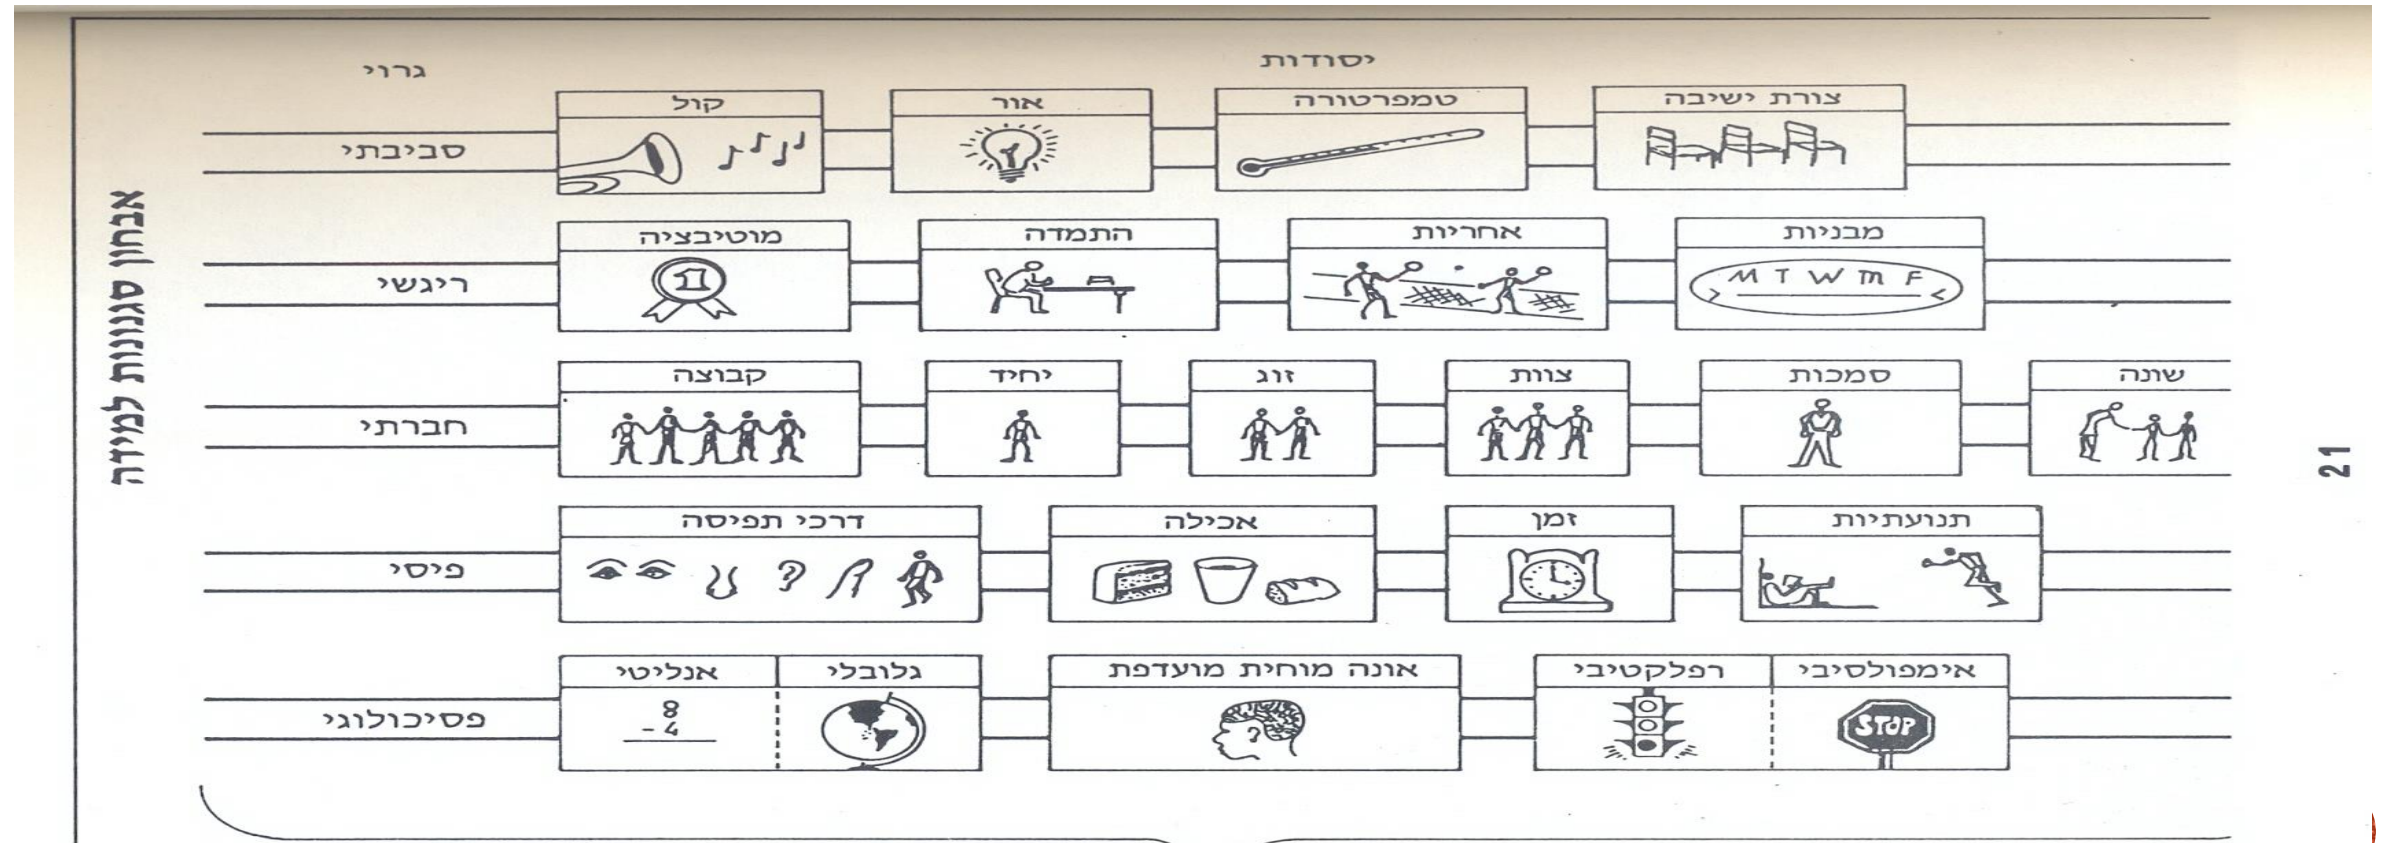 אבחון סגנונות למידה
גרוי
יסודות
סביבתי
קול
אור
טמפרטורה
צורת ישיבה
ריגשי
מוטיבציה
1
התמדה
אחריות
מבניות
M T W Th F
חברתי
קבוצה
יחיד
זוג
צוות
סמכות
שונה
פיסי
דרכי תפיסה
אכילה
זמן
תנועתיות
פסיכולוגי
אנליטי
8
- 4
גלובלי
אונה מוחית מועדפת
רפלקטיבי
אימפולסיבי
STOP
21